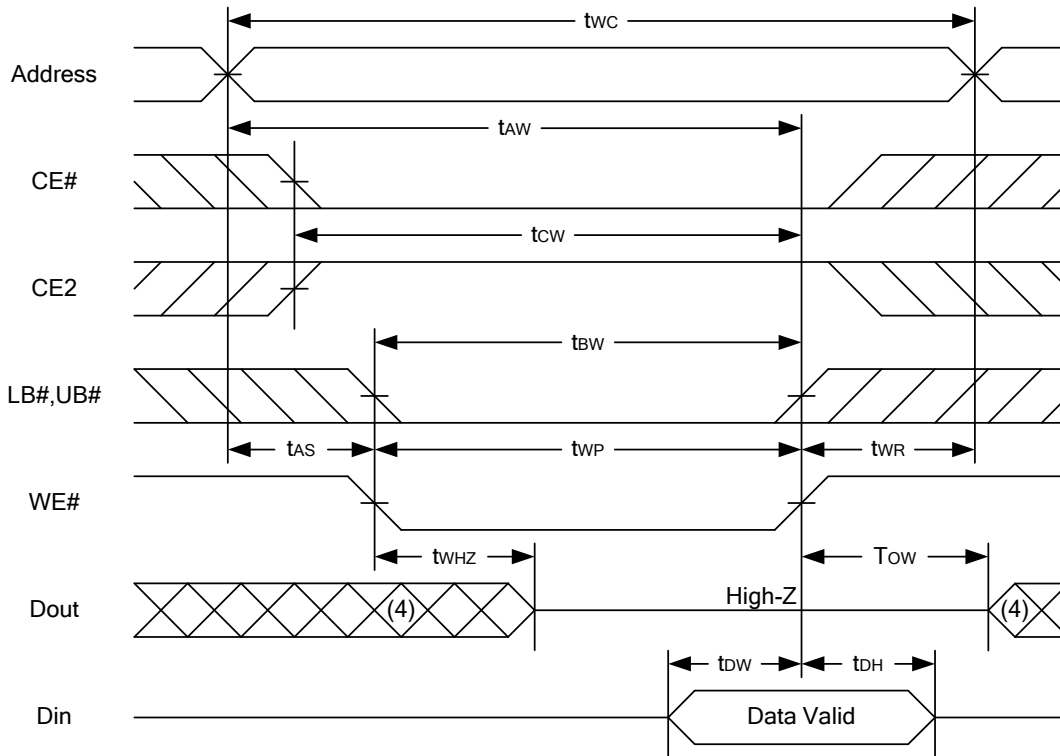 tWC
Address
tAW
CE#
tCW
CE2
tBW
LB#,UB#
tAS tWP tWR
WE#
tWHZ TOW
Dout (4) High-Z (4)
tDW tDH
Din Data Valid